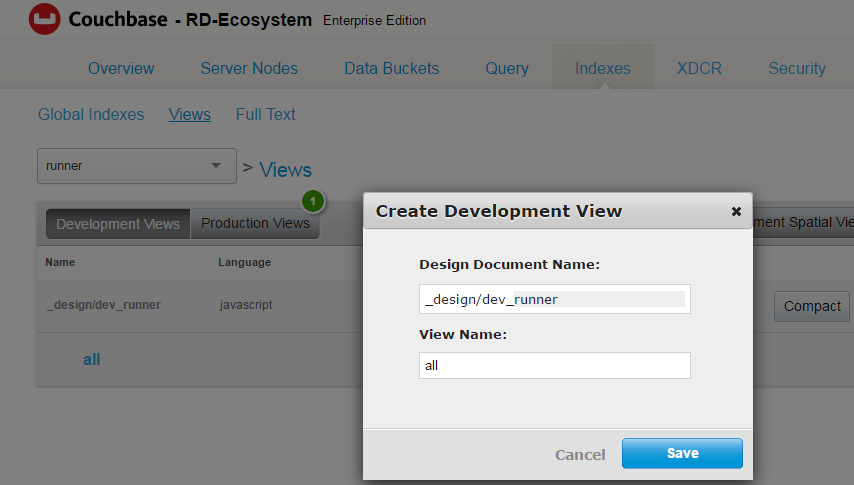 Couchbase - RD-Ecosystem Enterprise Edition
Overview Server Nodes Data Buckets Query Indexes XDCR Security
Global Indexes Views Full Text
runner > Views
1
Development Views Production Views
ment Spatial Vie
Name Language
_design/dev_runner javascript
Compact
all
Create Development View ×
Design Document Name:
_design/dev_runner
View Name:
all
Cancel Save